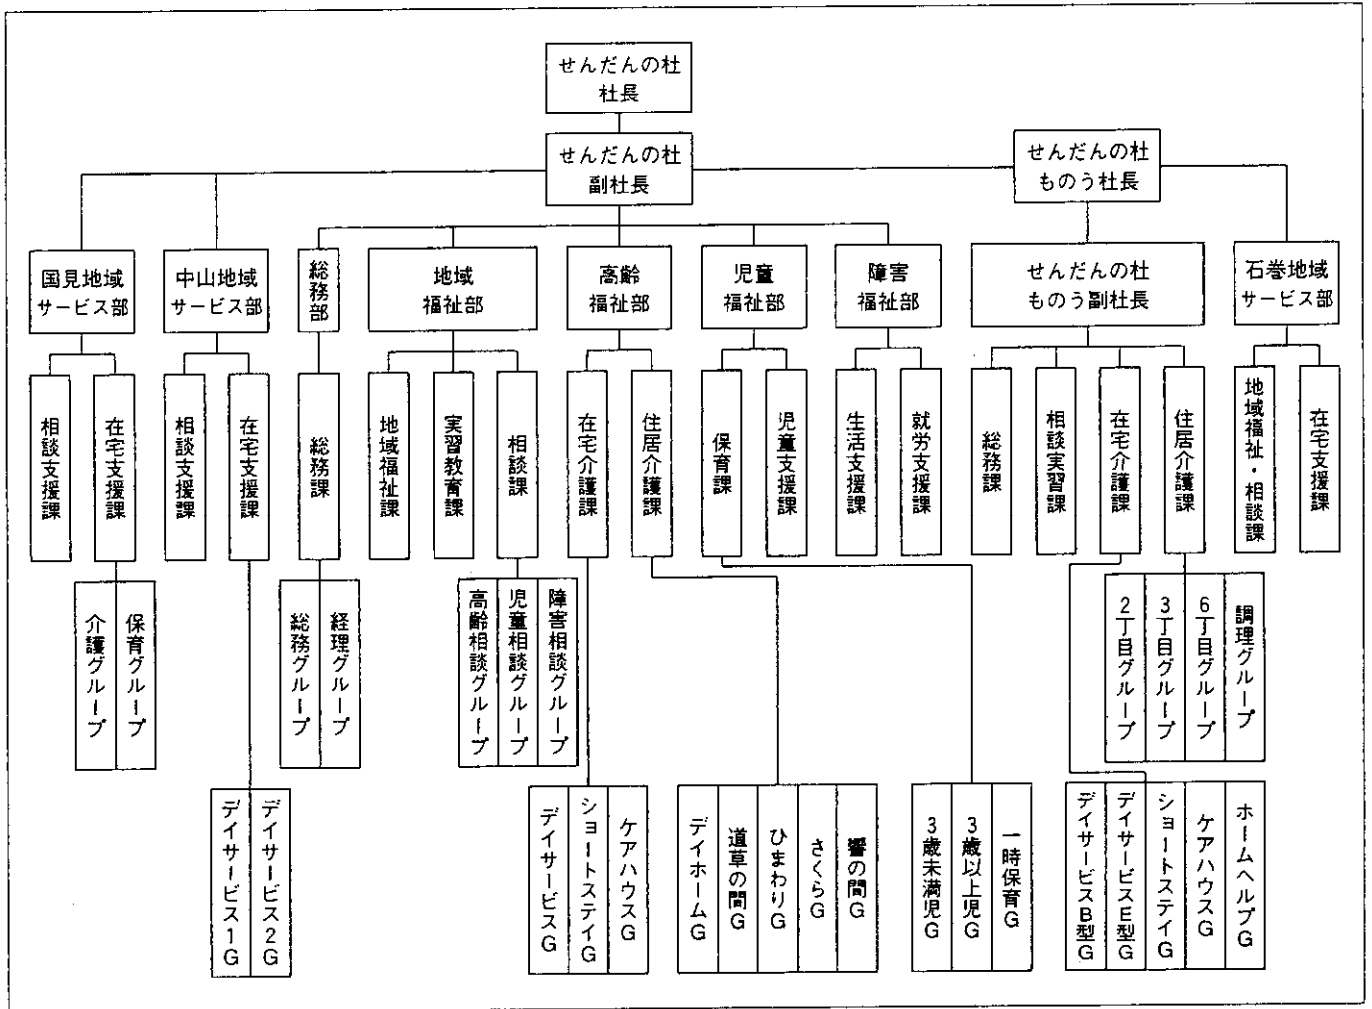 せんだんの杜
社長
せんだんの杜
副社長
せんだんの杜
ものう社長
国見地域
サービス部
中山地域
サービス部
総務部
地域
福祉部
高齢
福祉部
児童
福祉部
障害
福祉部
せんだんの杜
ものう副社長
石巻地域
サービス部
相談支援課
在宅支援課
相談支援課
在宅支援課
総務課
地域福祉課
実習教育課
相談課
在宅介護課
住居介護課
保育課
児童支援課
生活支援課
就労支援課
総務課
相談実習課
在宅介護課
住居介護課
地域福祉・相談課
在宅支援課
介護グループ
保育グループ
総務グループ
経理グループ
高齢相談グループ
児童相談グループ
障害相談グループ
2丁目グループ
3丁目グループ
6丁目グループ
調理グループ
デイサービス1G
デイサービス2G
デイサービスG
ショートステイG
ケアハウスG
デイホームG
道草の間G
ひまわりG
さくらG
響の間G
3歳未満児G
3歳以上児G
一時保育G
デイサービスB型G
デイサービスE型G
ショートステイG
ケアハウスG
ホームヘルプG